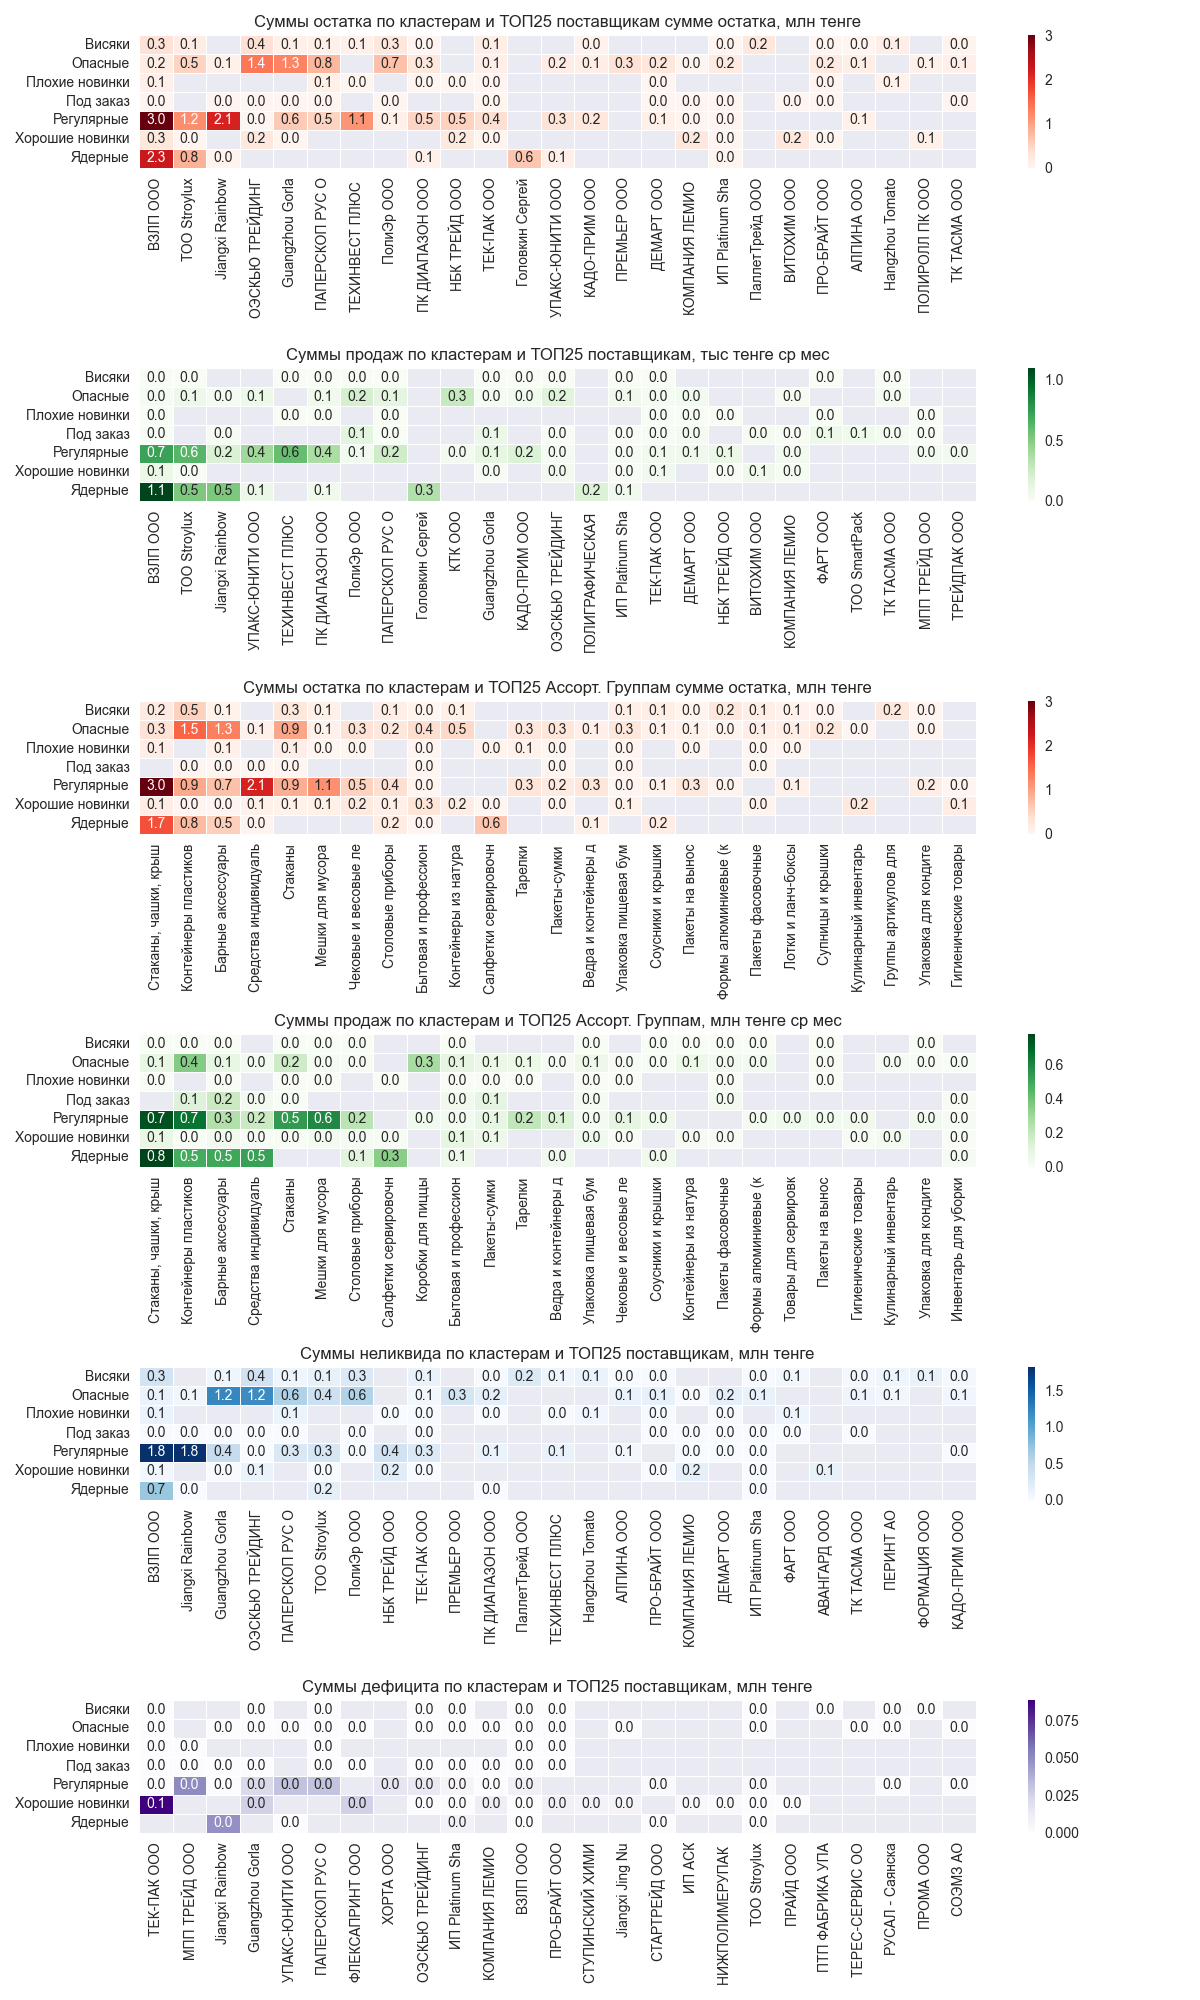 Суммы остатка по кластерам и ТОП25 поставщикам сумме остатка, млн тенге
Висяки 0.3 0.1 0.4 0.1 0.1 0.1 0.3 0.0 0.1 0.0 0.0 0.2 0.0 0.0 0.1 0.0
Опасные 0.2 0.5 0.1 1.4 1.3 0.8 0.7 0.3 0.1 0.2 0.1 0.3 0.2 0.0 0.2 0.2 0.1 0.1 0.1
Плохие новинки 0.1 0.1 0.0 0.0 0.0 0.0 0.0 0.0 0.1
Под заказ 0.0 0.0 0.0 0.0 0.0 0.0 0.0 0.0 0.0 0.0 0.0 0.0 0.0
Регулярные 3.0 1.2 2.1 0.0 0.6 0.5 1.1 0.1 0.5 0.5 0.4 0.3 0.2 0.1 0.0 0.0 0.1
Хорошие новинки 0.3 0.0 0.2 0.0 0.2 0.0 0.2 0.0 0.2 0.0 0.1
Ядерные 2.3 0.8 0.0 0.1 0.6 0.1 0.0
3
2
1
0
ВЗЛП ООО
ТОО Stroylux
Jiangxi Rainbow
ОЭСКЬЮ ТРЕЙДИНГ
Guangzhou Gorla
ПАПЕРСКОП РУС О
ТЕХИНВЕСТ ПЛЮС
ПолиЭр ООО
ПК ДИАПАЗОН ООО
НБК ТРЕЙД ООО
ТЕК-ПАК ООО
Головкин Сергей
УПАКС-ЮНИТИ ООО
КАДО-ПРИМ ООО
ПРЕМЬЕР ООО
ДЕМАРТ ООО
КОМПАНИЯ ЛЕМИО
ИП Platinum Sha
ПаллетТрейд ООО
ВИТОХИМ ООО
ПРО-БРАЙТ ООО
АЛПИНА ООО
Hangzhou Tomato
ПОЛИРОЛЛ ПК ООО
ТК ТАСМА ООО
Суммы продаж по кластерам и ТОП25 поставщикам, тыс тенге ср мес
Висяки 0.0 0.0 0.0 0.0 0.0 0.0 0.0 0.0 0.0 0.0 0.0 0.0 0.0
Опасные 0.0 0.1 0.0 0.1 0.1 0.2 0.1 0.3 0.0 0.0 0.2 0.1 0.0 0.0 0.0 0.0
Плохие новинки 0.0 0.0 0.0 0.0 0.0 0.0 0.0 0.0 0.0
Под заказ 0.0 0.0 0.1 0.0 0.1 0.0 0.0 0.0 0.0 0.0 0.0 0.1 0.1 0.0 0.0
Регулярные 0.7 0.6 0.2 0.4 0.6 0.4 0.1 0.2 0.0 0.1 0.2 0.0 0.0 0.1 0.1 0.1 0.0 0.0 0.0
Хорошие новинки 0.1 0.0 0.0 0.0 0.0 0.1 0.0 0.1 0.0
Ядерные 1.1 0.5 0.5 0.1 0.1 0.3 0.2 0.1
1.0
0.5
0.0
ВЗЛП ООО
ТОО Stroylux
Jiangxi Rainbow
УПАКС-ЮНИТИ ООО
ТЕХИНВЕСТ ПЛЮС
ПК ДИАПАЗОН ООО
ПолиЭр ООО
ПАПЕРСКОП РУС О
Головкин Сергей
КТК ООО
Guangzhou Gorla
КАДО-ПРИМ ООО
ОЭСКЬЮ ТРЕЙДИНГ
ПОЛИГРАФИЧЕСКАЯ
ИП Platinum Sha
ТЕК-ПАК ООО
ДЕМАРТ ООО
НБК ТРЕЙД ООО
ВИТОХИМ ООО
КОМПАНИЯ ЛЕМИО
ФАРТ ООО
ТОО SmartPack
ТК ТАСМА ООО
МПП ТРЕЙД ООО
ТРЕЙДПАК ООО
Суммы остатка по кластерам и ТОП25 Ассорт. Группам сумме остатка, млн тенге
Висяки 0.2 0.5 0.1 0.3 0.1 0.1 0.0 0.1 0.1 0.1 0.0 0.2 0.1 0.1 0.0 0.2 0.0
Опасные 0.3 1.5 1.3 0.1 0.9 0.1 0.3 0.2 0.4 0.5 0.3 0.3 0.1 0.3 0.1 0.1 0.0 0.1 0.1 0.2 0.0 0.0
Плохие новинки 0.1 0.1 0.1 0.0 0.0 0.0 0.0 0.1 0.0 0.0 0.0 0.0 0.0
Под заказ 0.0 0.0 0.0 0.0 0.0 0.0 0.0 0.0
Регулярные 3.0 0.9 0.7 2.1 0.9 1.1 0.5 0.4 0.0 0.3 0.2 0.3 0.0 0.1 0.3 0.0 0.1 0.2 0.0
Хорошие новинки 0.1 0.0 0.0 0.1 0.1 0.1 0.2 0.1 0.3 0.2 0.0 0.0 0.1 0.0 0.2 0.1
Ядерные 1.7 0.8 0.5 0.0 0.2 0.0 0.6 0.1 0.2
3
2
1
0
Стаканы, чашки, крыш
Контейнеры пластиков
Барные аксессуары
Средства индивидуаль
Стаканы
Мешки для мусора
Чековые и весовые ле
Столовые приборы
Бытовая и профессион
Контейнеры из натура
Салфетки сервировочн
Тарелки
Пакеты-сумки
Ведра и контейнеры д
Упаковка пищевая бум
Соусники и крышки
Пакеты на вынос
Формы алюминиевые (к
Пакеты фасовочные
Лотки и ланч-боксы
Супницы и крышки
Кулинарный инвентарь
Группы артикулов для
Упаковка для кондите
Гигиенические товары
Суммы продаж по кластерам и ТОП25 Ассорт. Группам, млн тенге ср мес
Висяки 0.0 0.0 0.0 0.0 0.0 0.0 0.0 0.0 0.0 0.0 0.0 0.0 0.0 0.0
Опасные 0.1 0.4 0.1 0.0 0.2 0.0 0.0 0.3 0.1 0.1 0.1 0.0 0.1 0.0 0.0 0.1 0.0 0.0 0.0 0.0 0.0 0.0
Плохие новинки 0.0 0.0 0.0 0.0 0.0 0.0 0.0 0.0 0.0 0.0 0.0 0.0
Под заказ 0.1 0.2 0.0 0.0 0.0 0.1 0.0 0.0 0.0
Регулярные 0.7 0.7 0.3 0.2 0.5 0.6 0.2 0.0 0.0 0.1 0.2 0.1 0.0 0.1 0.0 0.0 0.0 0.0 0.0 0.0 0.0
Хорошие новинки 0.1 0.0 0.0 0.0 0.0 0.0 0.0 0.0 0.1 0.1 0.0 0.0 0.0 0.0 0.0 0.0 0.0
Ядерные 0.8 0.5 0.5 0.5 0.1 0.3 0.1 0.0 0.0 0.0
0.6
0.4
0.2
0.0
Стаканы, чашки, крыш
Контейнеры пластиков
Барные аксессуары
Средства индивидуаль
Стаканы
Мешки для мусора
Столовые приборы
Салфетки сервировочн
Коробки для пиццы
Бытовая и профессион
Пакеты-сумки
Тарелки
Ведра и контейнеры д
Упаковка пищевая бум
Чековые и весовые ле
Соусники и крышки
Контейнеры из натура
Пакеты фасовочные
Формы алюминиевые (к
Товары для сервировк
Пакеты на вынос
Гигиенические товары
Кулинарный инвентарь
Упаковка для кондите
Инвентарь для уборки
Суммы неликвида по кластерам и ТОП25 поставщикам, млн тенге
Висяки 0.3 0.1 0.4 0.1 0.1 0.3 0.1 0.0 0.2 0.1 0.1 0.0 0.0 0.0 0.1 0.0 0.1 0.1 0.0
Опасные 0.1 0.1 1.2 1.2 0.6 0.4 0.6 0.1 0.3 0.2 0.1 0.1 0.0 0.2 0.1 0.1 0.1 0.1
Плохие новинки 0.1 0.1 0.0 0.0 0.0 0.0 0.1 0.0 0.0 0.1
Под заказ 0.0 0.0 0.0 0.0 0.0 0.0 0.0 0.0 0.0 0.0 0.0 0.0 0.0
Регулярные 1.8 1.8 0.4 0.0 0.3 0.3 0.0 0.4 0.3 0.1 0.1 0.1 0.0 0.0 0.0 0.0
Хорошие новинки 0.1 0.0 0.1 0.0 0.2 0.0 0.0 0.2 0.0 0.1
Ядерные 0.7 0.0 0.2 0.0 0.0
1.5
1.0
0.5
0.0
ВЗЛП ООО
Jiangxi Rainbow
Guangzhou Gorla
ОЭСКЬЮ ТРЕЙДИНГ
ПАПЕРСКОП РУС О
ТОО Stroylux
ПолиЭр ООО
НБК ТРЕЙД ООО
ТЕК-ПАК ООО
ПРЕМЬЕР ООО
ПК ДИАПАЗОН ООО
ПаллетТрейд ООО
ТЕХИНВЕСТ ПЛЮС
Hangzhou Tomato
АЛПИНА ООО
ПРО-БРАЙТ ООО
КОМПАНИЯ ЛЕМИО
ДЕМАРТ ООО
ИП Platinum Sha
ФАРТ ООО
АВАНГАРД ООО
ТК ТАСМА ООО
ПЕРИНТ АО
ФОРМАЦИЯ ООО
КАДО-ПРИМ ООО
Суммы дефицита по кластерам и ТОП25 поставщикам, млн тенге
Висяки 0.0 0.0 0.0 0.0 0.0 0.0 0.0 0.0 0.0 0.0 0.0
Опасные 0.0 0.0 0.0 0.0 0.0 0.0 0.0 0.0 0.0 0.0 0.0 0.0 0.0 0.0 0.0 0.0
Плохие новинки 0.0 0.0 0.0 0.0 0.0
Под заказ 0.0 0.0 0.0 0.0 0.0 0.0 0.0 0.0 0.0 0.0 0.0
Регулярные 0.0 0.0 0.0 0.0 0.0 0.0 0.0 0.0 0.0 0.0 0.0 0.0 0.0 0.0 0.0
Хорошие новинки 0.1 0.0 0.0 0.0 0.0 0.0 0.0 0.0 0.0 0.0 0.0 0.0 0.0 0.0 0.0
Ядерные 0.0 0.0 0.0 0.0 0.0 0.0
0.075
0.050
0.025
0.000
ТЕК-ПАК ООО
МПП ТРЕЙД ООО
Jiangxi Rainbow
Guangzhou Gorla
УПАКС-ЮНИТИ ООО
ПАПЕРСКОП РУС О
ФЛЕКСАПРИНТ ООО
ХОРТА ООО
ОЭСКЬЮ ТРЕЙДИНГ
ИП Platinum Sha
КОМПАНИЯ ЛЕМИО
ВЗЛП ООО
ПРО-БРАЙТ ООО
СТУПИНСКИЙ ХИМИ
Jiangxi Jing Nu
СТАРТРЕЙД ООО
ИП АСК
НИЖПОЛИМЕРУПАК
ТОО Stroylux
ПРАЙД ООО
ПТП ФАБРИКА УПА
ТЕРЕС-СЕРВИС ОО
РУСАЛ - Саянска
ПРОМА ООО
СОЭМЗ АО